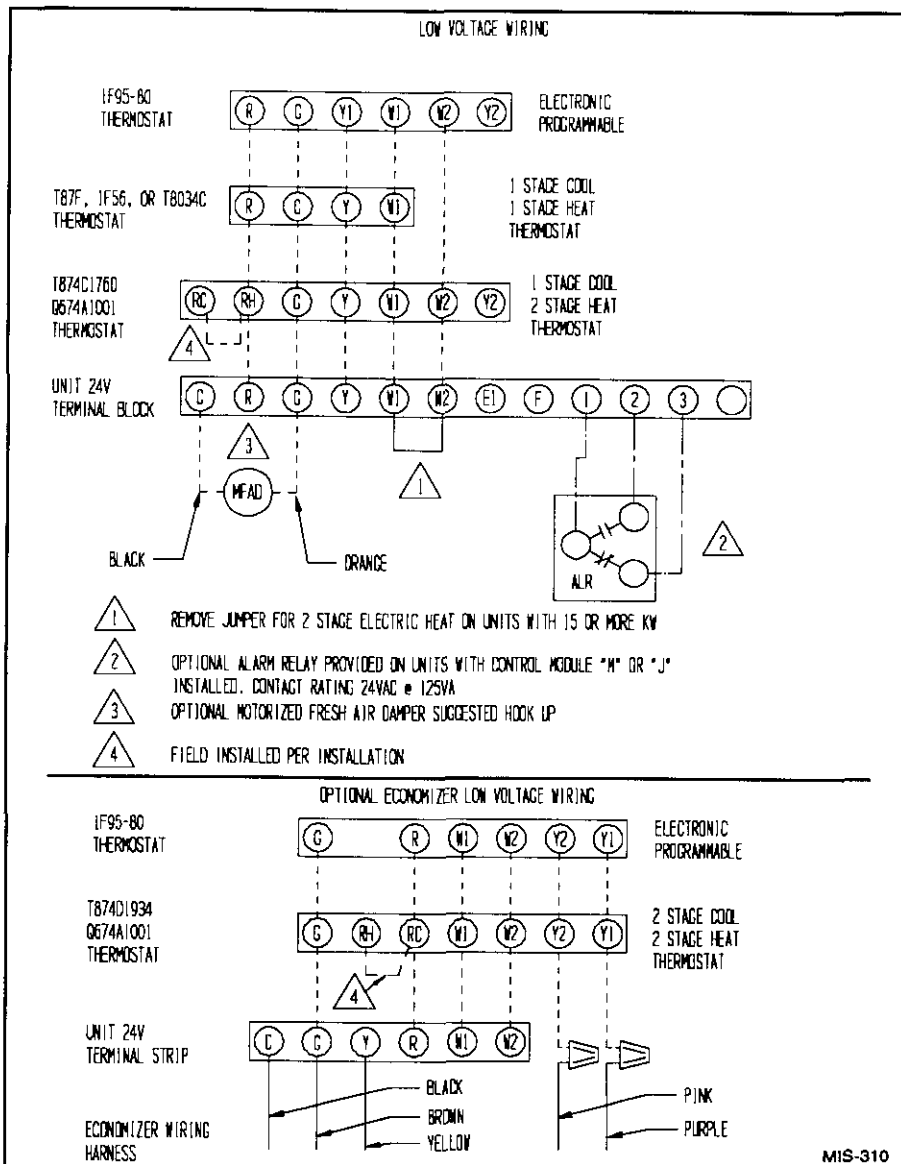 LOW VOLTAGE WIRING
1F95-80
THERMOSTAT
R G Y1 W1 W2 Y2
ELECTRONIC
PROGRAMMABLE
T87F, 1F56, OR T8034C
THERMOSTAT
R G Y W1
1 STAGE COOL
1 STAGE HEAT
THERMOSTAT
T874C1760
Q674A1001
THERMOSTAT
RC RH G Y W1 W2 Y2
1 STAGE COOL
2 STAGE HEAT
THERMOSTAT
4
UNIT 24V
TERMINAL BLOCK
C R G Y W1 W2 E1 F 1 2 3
3
MFAD
1
BLACK
ORANGE
ALR
2
1 REMOVE JUMPER FOR 2 STAGE ELECTRIC HEAT ON UNITS WITH 15 OR MORE KW
2 OPTIONAL ALARM RELAY PROVIDED ON UNITS WITH CONTROL MODULE "M" OR "J"
INSTALLED. CONTACT RATING 24VAC @ 125VA
3 OPTIONAL MOTORIZED FRESH AIR DAMPER SUGGESTED HOOK UP
4 FIELD INSTALLED PER INSTALLATION
OPTIONAL ECONOMIZER LOW VOLTAGE WIRING
1F95-80
THERMOSTAT
G R W1 W2 Y2 Y1
ELECTRONIC
PROGRAMMABLE
T874D1934
Q674A1001
THERMOSTAT
G RH RC W1 W2 Y2 Y1
2 STAGE COOL
2 STAGE HEAT
THERMOSTAT
4
UNIT 24V
TERMINAL STRIP
C G Y R W1 W2
BLACK
BROWN
YELLOW
PINK
PURPLE
ECONOMIZER WIRING
HARNESS
MIS-310